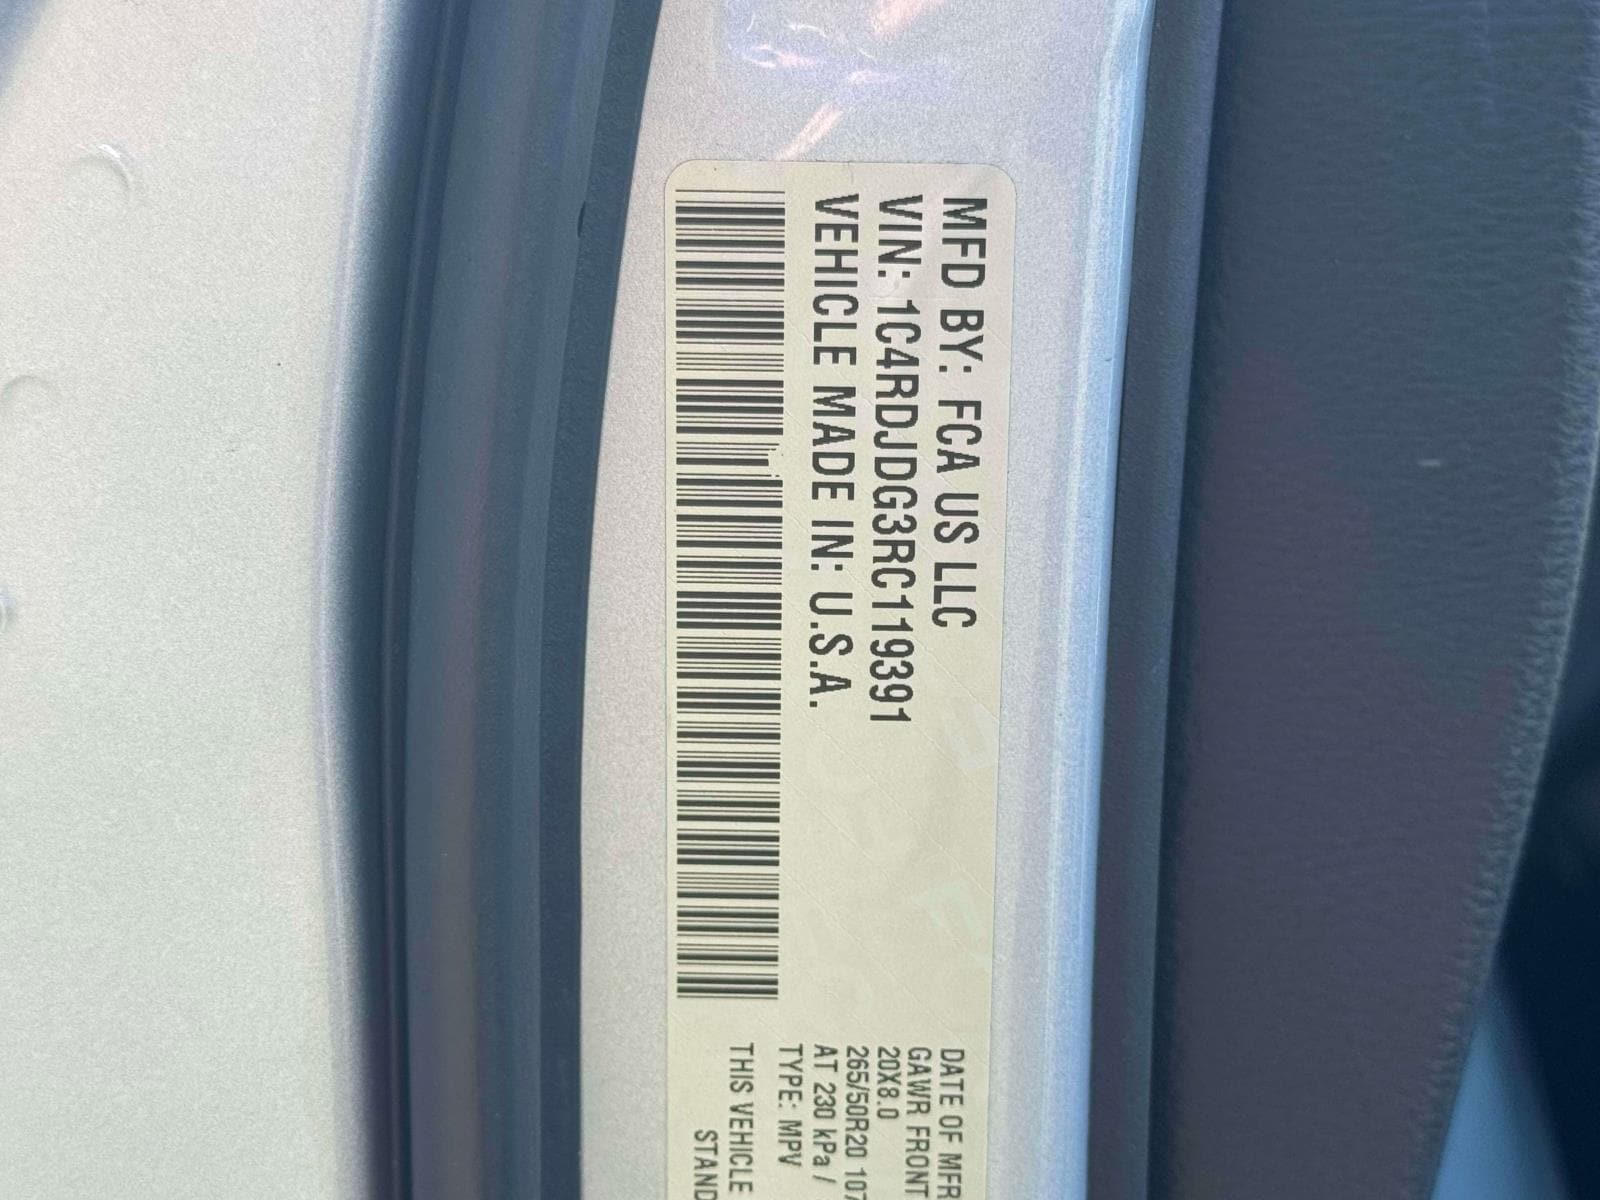 MFD BY: FCA US LLC
VIN: 1C4RDJDG3RC119391
VEHICLE MADE IN: U.S.A.
DATE OF MFR
GAWR FRONT
20X8.0
265/50R20 107
AT 230 kPa /
TYPE: MPV
THIS VEHICLE
STAND